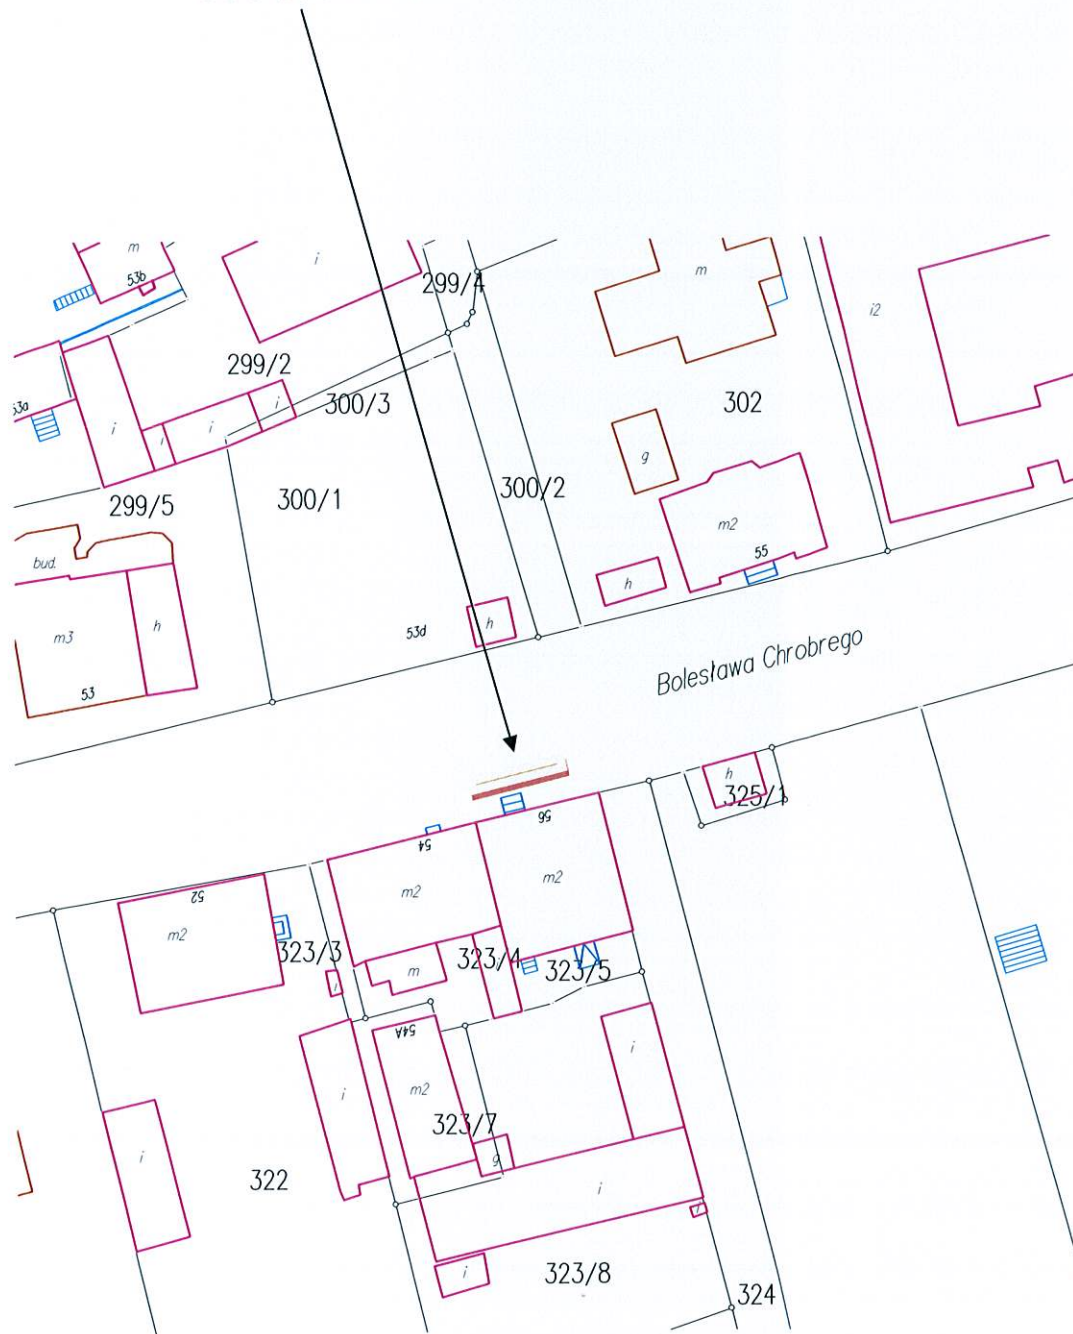 m
53b
i
299/4
m
i2
299/2
53a
i
300/3
302
i
i
i
g
300/1
300/2
299/5
m2
bud.
55
h
h
m3
h
53d
53
Bolesława Chrobrego
h
325/1
56
54
m2
m2
52
m2
323/3
323/4
m
323/5
i
54A
i
m2
i
323/7
i
g
322
i
i
i
323/8
324